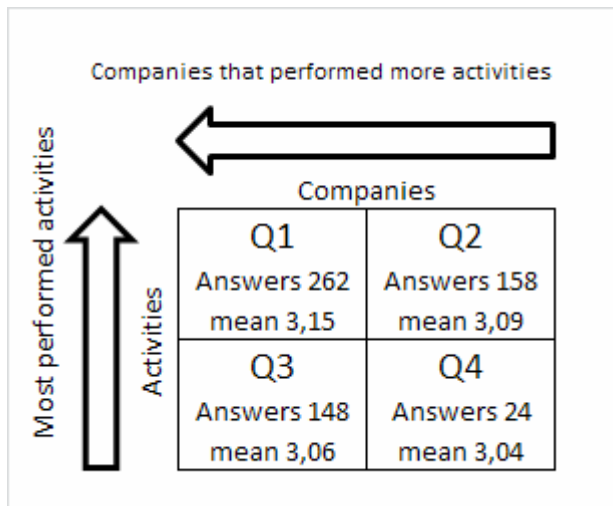 Companies that performed more activities
Companies
Most performed activities
Activities
Q1
Answers 262
mean 3,15
Q2
Answers 158
mean 3,09
Q3
Answers 148
mean 3,06
Q4
Answers 24
mean 3,04